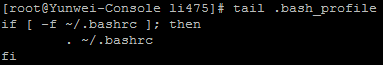 [root@Yunwei-Console li475]# tail .bash_profile
if [ -f ~/.bashrc ]; then
        . ~/.bashrc
fi